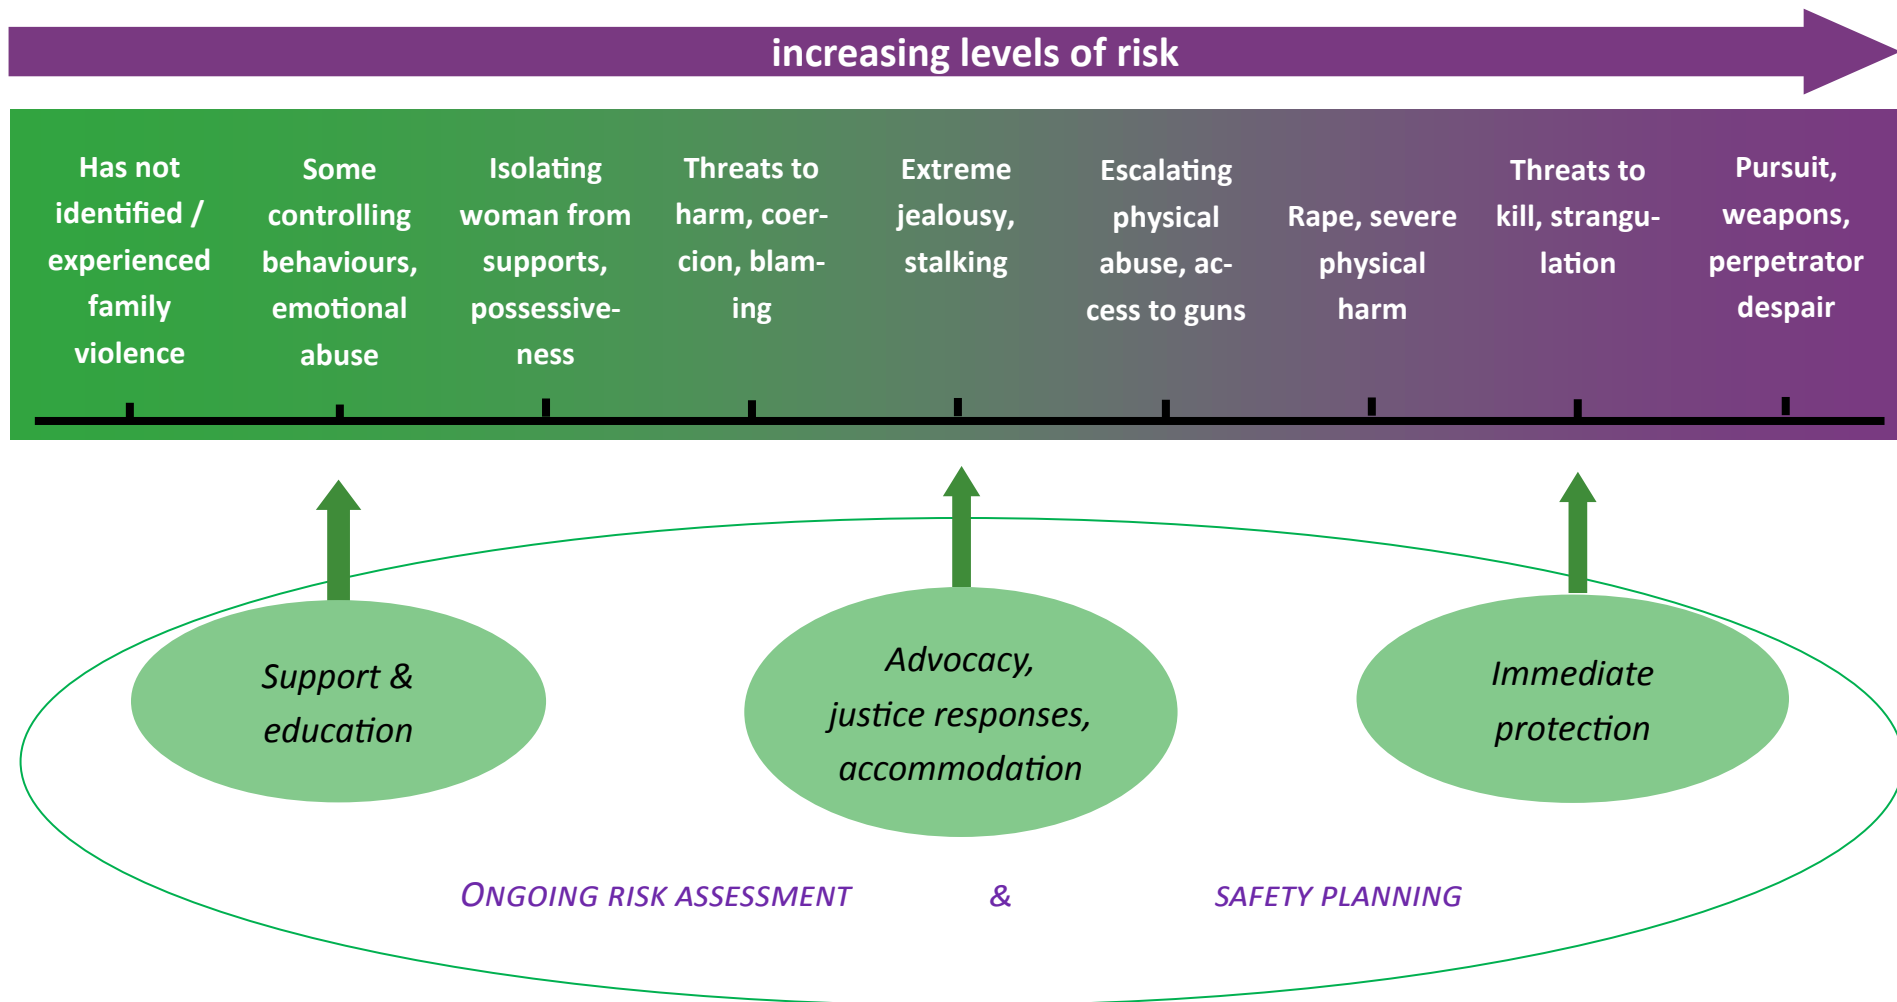 increasing levels of risk
Has not
identified /
experienced
family
violence
Some
controlling
behaviours,
emotional
abuse
Isolating
woman from
supports,
possessive-
ness
Threats to
harm, coer-
cion, blam-
ing
Extreme
jealousy,
stalking
Escalating
physical
abuse, ac-
cess to guns
Rape, severe
physical
harm
Threats to
kill, strangu-
lation
Pursuit,
weapons,
perpetrator
despair
Support &
education
Advocacy,
justice responses,
accommodation
Immediate
protection
ONGOING RISK ASSESSMENT & SAFETY PLANNING